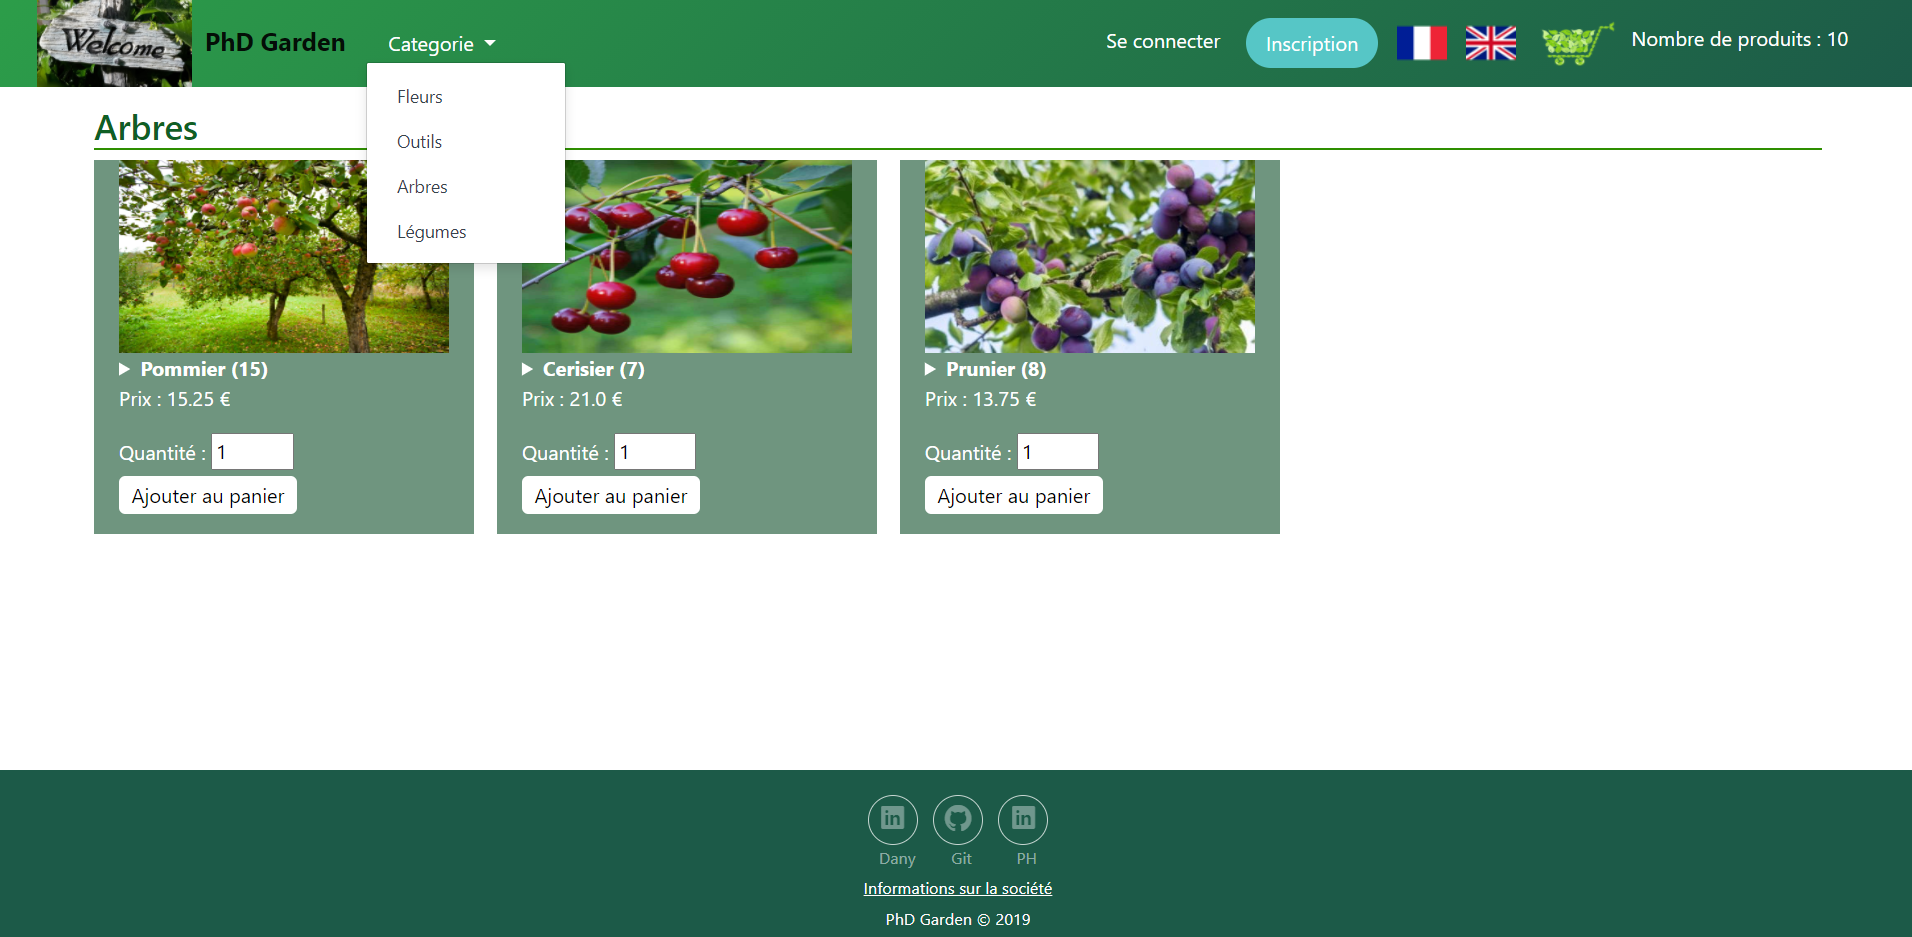 Welcome
PhD Garden
Categorie
Se connecter
Inscription
Nombre de produits : 10
Fleurs
Outils
Arbres
Légumes
Arbres
Pommier (15)
Prix : 15.25 €
Quantité : 1
Ajouter au panier
Cerisier (7)
Prix : 21.0 €
Quantité : 1
Ajouter au panier
Prunier (8)
Prix : 13.75 €
Quantité : 1
Ajouter au panier
in
in
Dany
Git
PH
Informations sur la société
PhD Garden © 2019